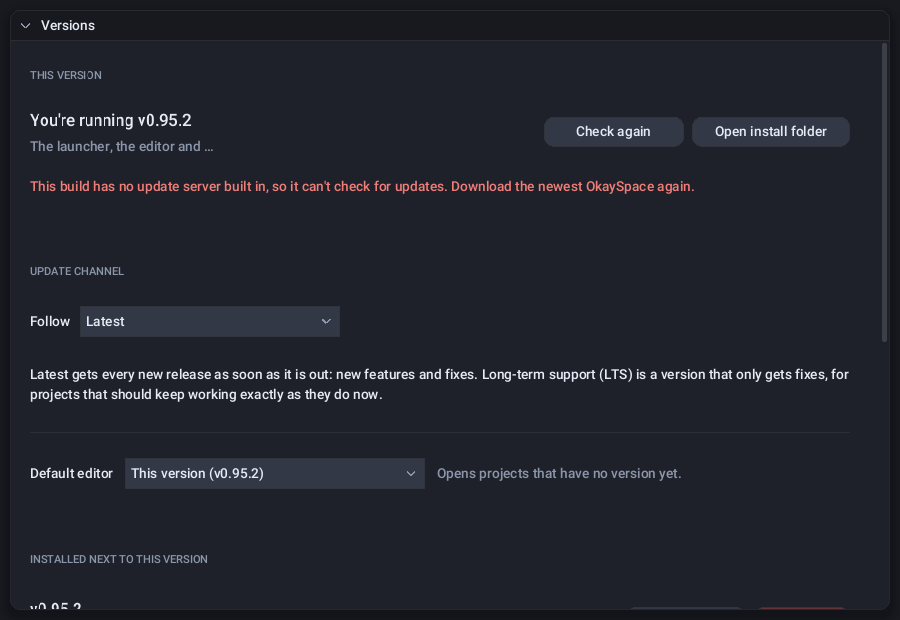 Versions
THIS VERSION
You're running v0.95.2
Check again
Open install folder
The launcher, the editor and ...
This build has no update server built in, so it can't check for updates. Download the newest OkaySpace again.
UPDATE CHANNEL
Follow
Latest
Latest gets every new release as soon as it is out: new features and fixes. Long-term support (LTS) is a version that only gets fixes, for
projects that should keep working exactly as they do now.
Default editor
This version (v0.95.2)
Opens projects that have no version yet.
INSTALLED NEXT TO THIS VERSION
v0.95.2